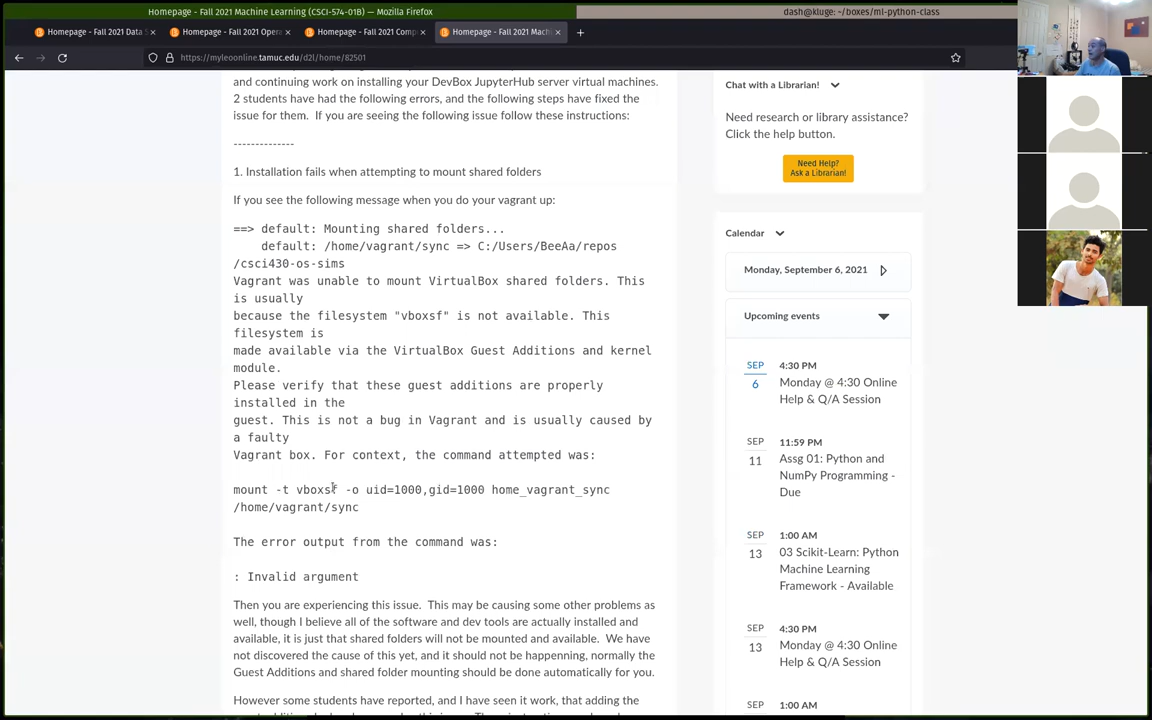 Homepage - Fall 2021 Machine Learning (CSCI-574-01B) — Mozilla Firefox
dash@kluge: ~/boxes/ml-python-class
Homepage - Fall 2021 Data S
Homepage - Fall 2021 Opera
Homepage - Fall 2021 Comp
Homepage - Fall 2021 Mach
https://myleoonline.tamuc.edu/d2l/home/82501
and continuing work on installing your DevBox JupyterHub server virtual machines.
2 students have had the following errors, and the following steps have fixed the
issue for them. If you are seeing the following issue follow these instructions:
--------------
1. Installation fails when attempting to mount shared folders
If you see the following message when you do your vagrant up:
==> default: Mounting shared folders...
default: /home/vagrant/sync => C:/Users/BeeAa/repos
/csci430-os-sims
Vagrant was unable to mount VirtualBox shared folders. This
is usually
because the filesystem "vboxsf" is not available. This
filesystem is
made available via the VirtualBox Guest Additions and kernel
module.
Please verify that these guest additions are properly
installed in the
guest. This is not a bug in Vagrant and is usually caused by
a faulty
Vagrant box. For context, the command attempted was:
mount -t vboxsf -o uid=1000,gid=1000 home_vagrant_sync
/home/vagrant/sync
The error output from the command was:
: Invalid argument
Then you are experiencing this issue. This may be causing some other problems as
well, though I believe all of the software and dev tools are actually installed and
available, it is just that shared folders will not be mounted and available. We have
not discovered the cause of this yet, and it should not be happenning, normally the
Guest Additions and shared folder mounting should be done automatically for you.
However some students have reported, and I have seen it work, that adding the
Chat with a Librarian!
Need research or library assistance?
Click the help button.
Need Help?
Ask a Librarian!
Calendar
Monday, September 6, 2021
Upcoming events
SEP
6
4:30 PM
Monday @ 4:30 Online
Help & Q/A Session
SEP
11
11:59 PM
Assg 01: Python and
NumPy Programming -
Due
SEP
13
1:00 AM
03 Scikit-Learn: Python
Machine Learning
Framework - Available
SEP
13
4:30 PM
Monday @ 4:30 Online
Help & Q/A Session
SEP
1:00 AM